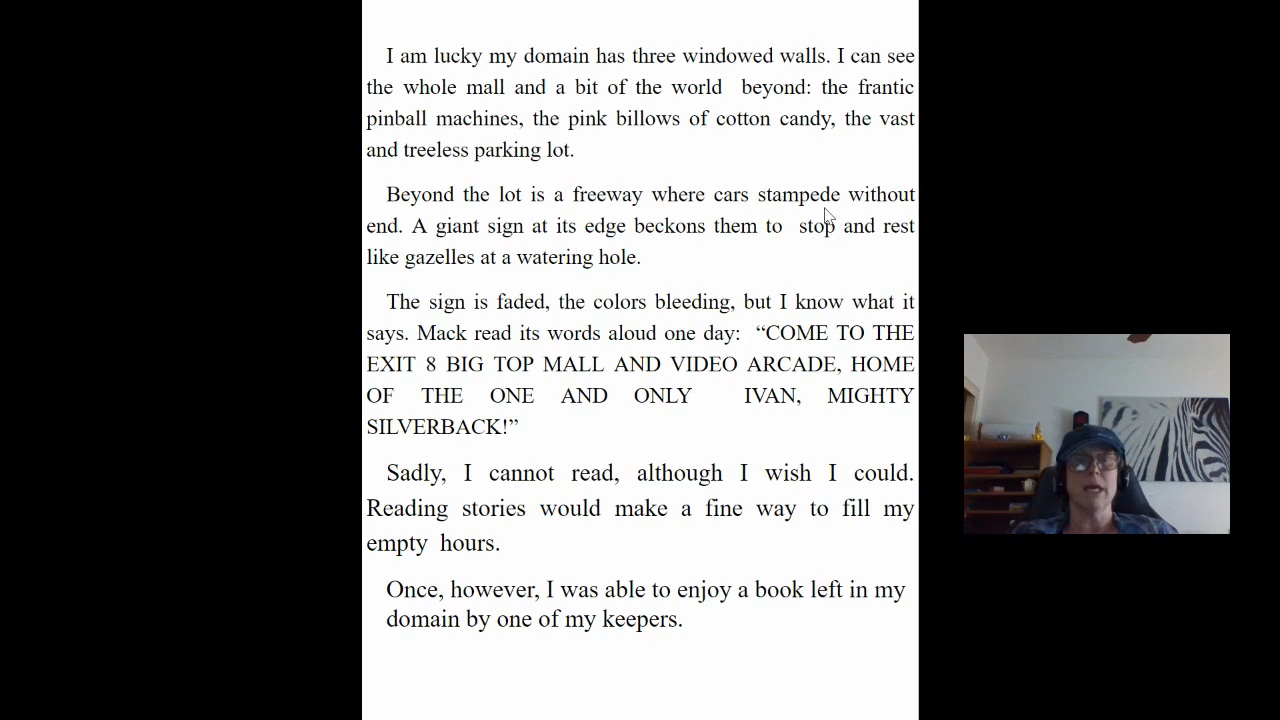 I am lucky my domain has three windowed walls. I can see
the whole mall and a bit of the world beyond: the frantic
pinball machines, the pink billows of cotton candy, the vast
and treeless parking lot.
Beyond the lot is a freeway where cars stampede without
end. A giant sign at its edge beckons them to stop and rest
like gazelles at a watering hole.
The sign is faded, the colors bleeding, but I know what it
says. Mack read its words aloud one day: “COME TO THE
EXIT 8 BIG TOP MALL AND VIDEO ARCADE, HOME
OF THE ONE AND ONLY IVAN, MIGHTY
SILVERBACK!”
Sadly, I cannot read, although I wish I could.
Reading stories would make a fine way to fill my
empty hours.
Once, however, I was able to enjoy a book left in my
domain by one of my keepers.